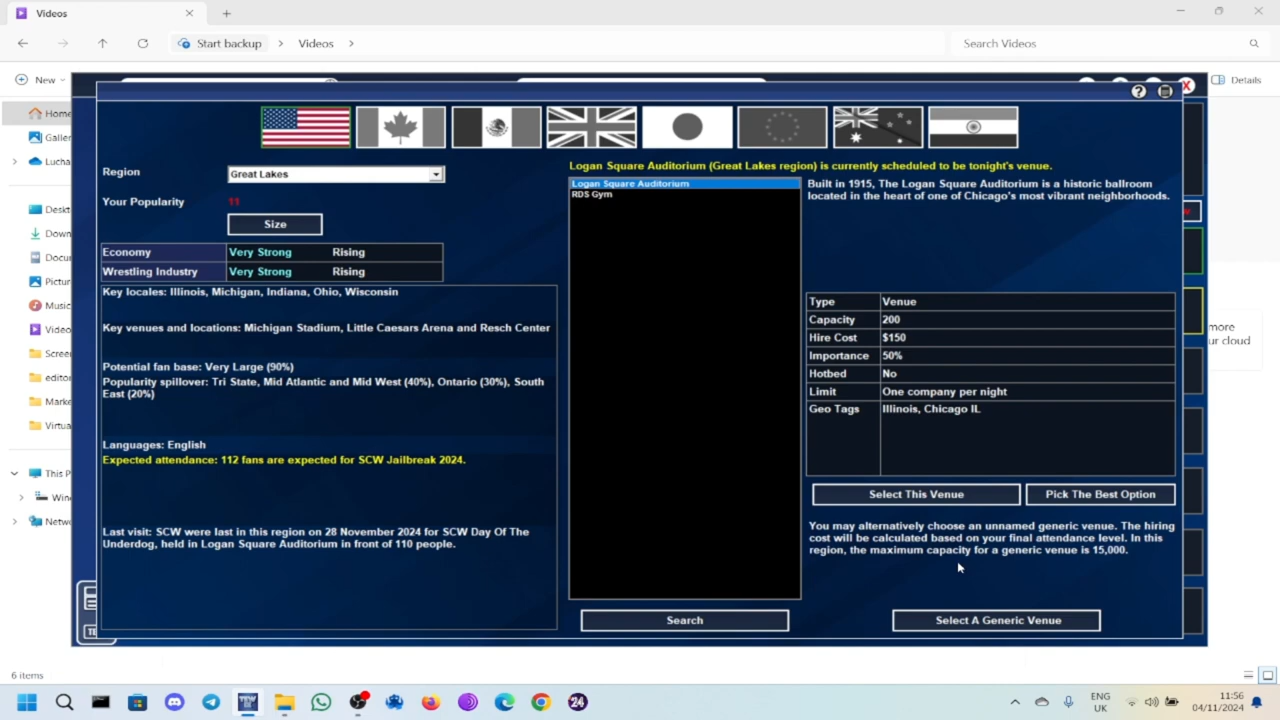 Videos
Start backup
Videos
Search Videos
New
Details
Home
Galler
Lucha
Deskt
Down
Docu
Pictur
Music
Video
Screer
editor
Marke
Virtua
This P
Wind
Netwo
6 items
more
ur cloud
Region
Great Lakes
Your Popularity
11
Size
Economy Very Strong Rising
Wrestling Industry Very Strong Rising
Key locales: Illinois, Michigan, Indiana, Ohio, Wisconsin
Key venues and locations: Michigan Stadium, Little Caesars Arena and Resch Center
Potential fan base: Very Large (90%)
Popularity spillover: Tri State, Mid Atlantic and Mid West (40%), Ontario (30%), South
East (20%)
Languages: English
Expected attendance: 112 fans are expected for SCW Jailbreak 2024.
Last visit: SCW were last in this region on 28 November 2024 for SCW Day Of The
Underdog, held in Logan Square Auditorium in front of 110 people.
Logan Square Auditorium (Great Lakes region) is currently scheduled to be tonight's venue.
Logan Square Auditorium
RDS Gym
Search
Built in 1915, The Logan Square Auditorium is a historic ballroom
located in the heart of one of Chicago's most vibrant neighborhoods.
Type Venue
Capacity 200
Hire Cost $150
Importance 50%
Hotbed No
Limit One company per night
Geo Tags Illinois, Chicago IL
Select This Venue
Pick The Best Option
You may alternatively choose an unnamed generic venue. The hiring
cost will be calculated based on your final attendance level. In this
region, the maximum capacity for a generic venue is 15,000.
Select A Generic Venue
TEW
24
ENG
UK
11:56
04/11/2024